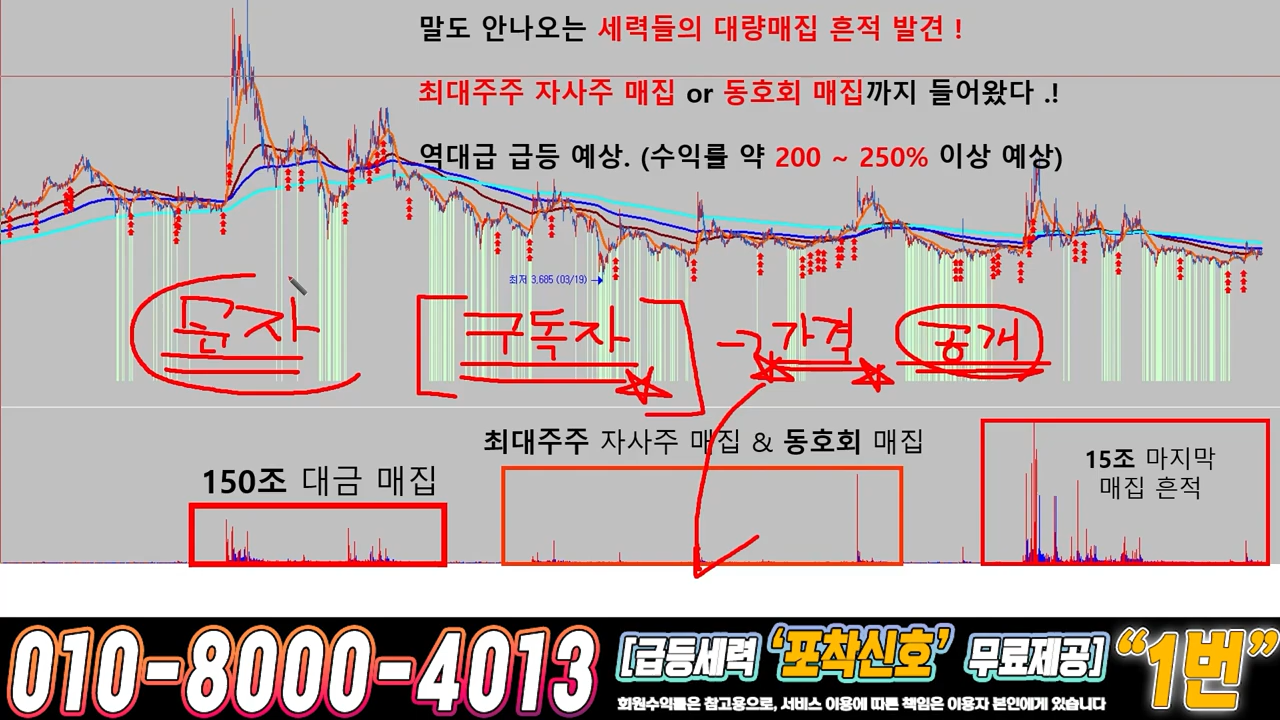 말도 안나오는 세력들의 대량매집 흔적 발견 !
최대주주 자사주 매집 or 동호회 매집까지 들어왔다 .!
역대급 급등 예상. (수익률 약 200 ~ 250% 이상 예상)
최저 3,685 (03/19)
문자 구독자 가격 공개
최대주주 자사주 매집 & 동호회 매집
150조 대금 매집
15조 마지막
매집 흔적
010-8000-4013
[급등세력 '포착신호' 무료제공] "1번"
회원수익률은 참고용으로, 서비스 이용에 따른 책임은 이용자 본인에게 있습니다